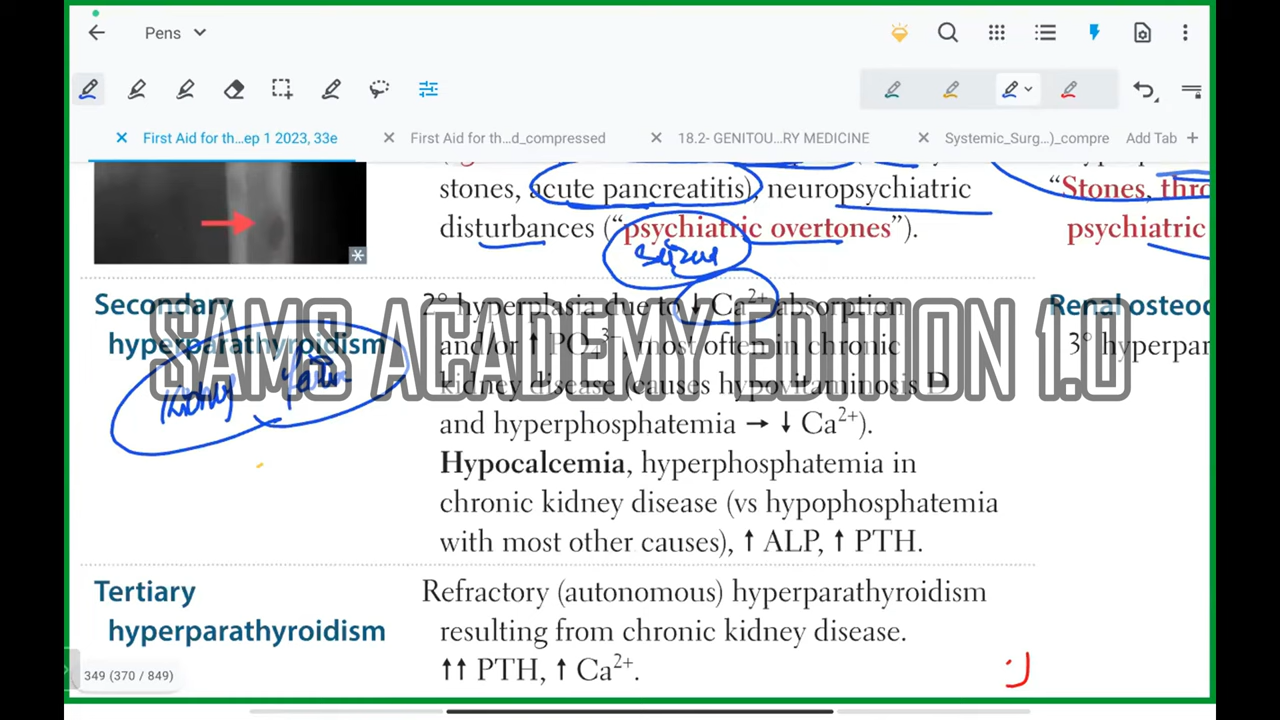 Pens
First Aid for th...ep 1 2023, 33e
First Aid for th...d_compressed
18.2- GENITOU...RY MEDICINE
Systemic_Surg...)_compre
Add Tab
stones, acute pancreatitis), neuropsychiatric
disturbances (“psychiatric overtones”).
“Stones, thro
psychiatric
Seizure
Secondary
hyperparathyroidism
Kidney
2° hyperplasia due to ↓ Ca²⁺ absorption
and/or ↑ PO₄³⁻, most often in chronic
kidney disease (causes hypovitaminosis D
and hyperphosphatemia → ↓ Ca²⁺).
Hypocalcemia, hyperphosphatemia in
chronic kidney disease (vs hypophosphatemia
with most other causes), ↑ ALP, ↑ PTH.
Renal osteod
3° hyperpar
SAMS ACADEMY EDITION 1.0
Tertiary
hyperparathyroidism
Refractory (autonomous) hyperparathyroidism
resulting from chronic kidney disease.
↑↑ PTH, ↑ Ca²⁺.
349 (370 / 849)